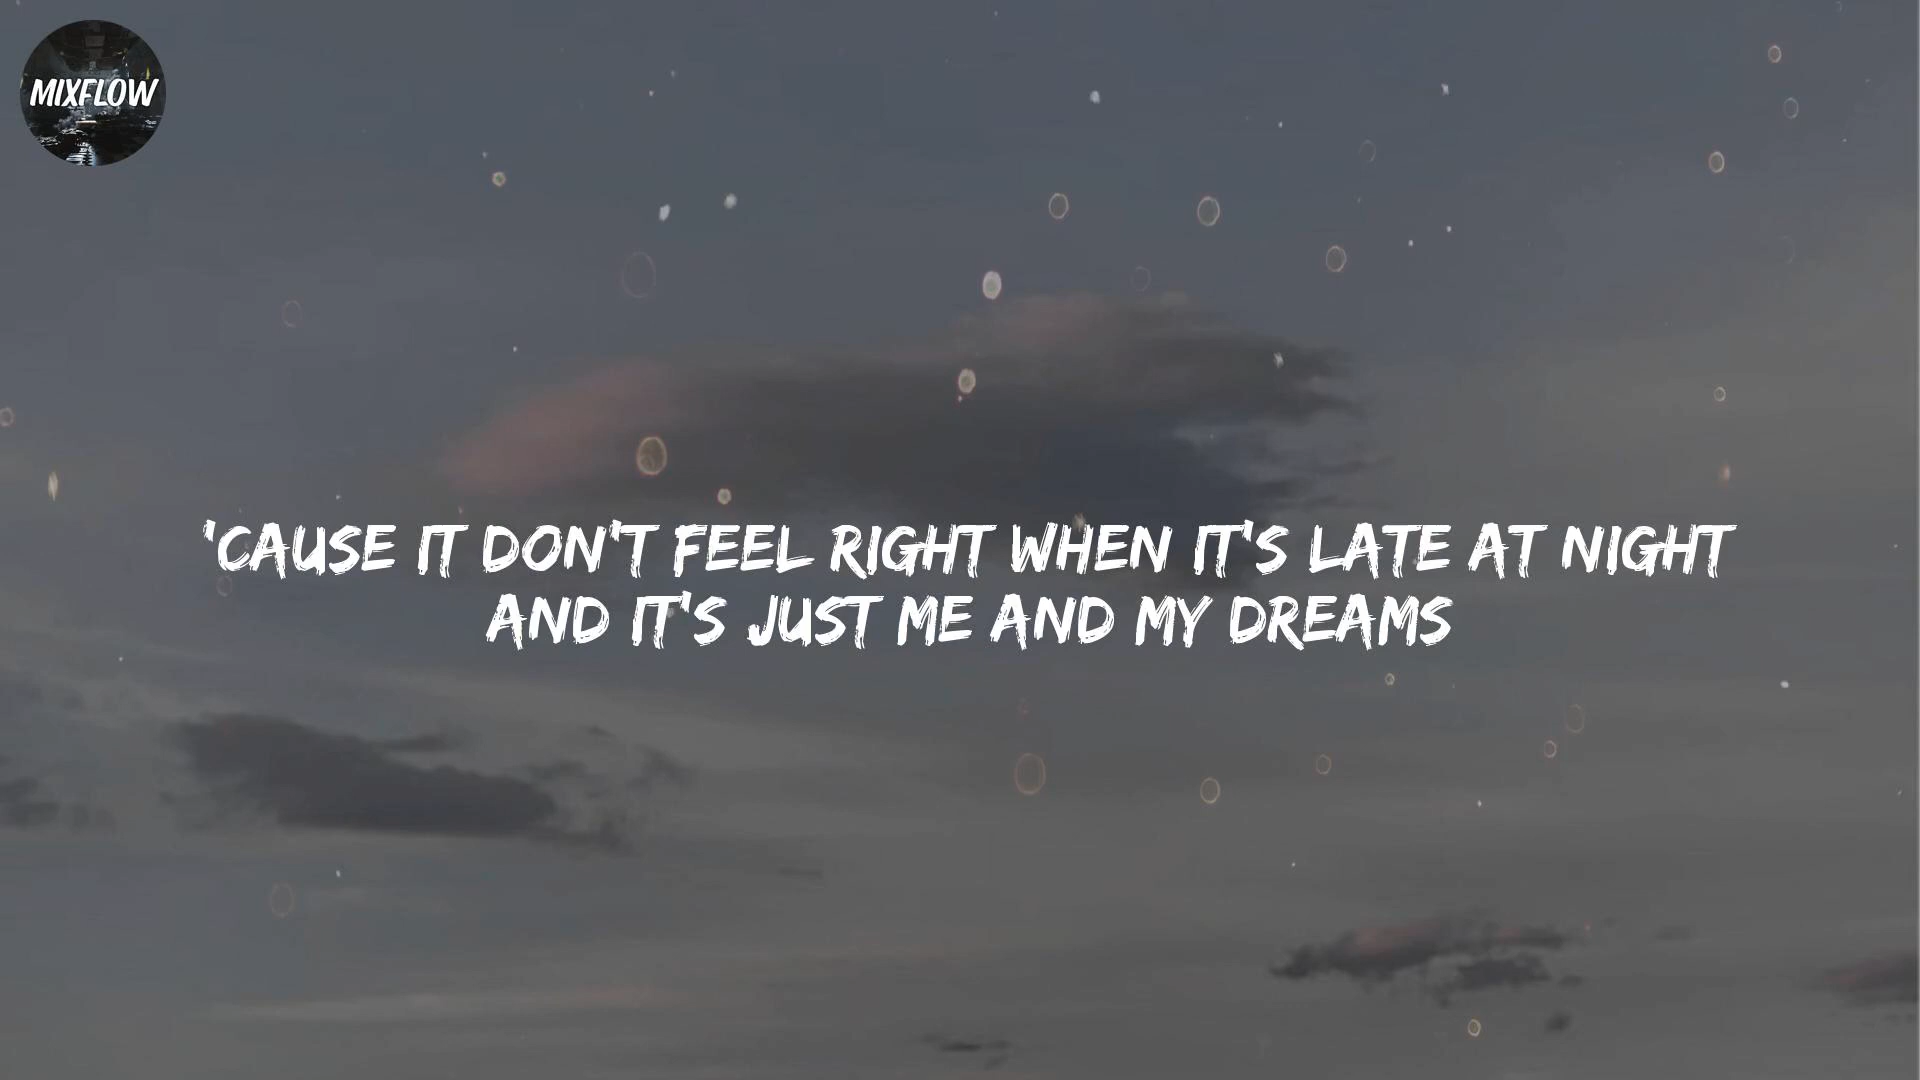 MIXFLOW
'CAUSE IT DON'T FEEL RIGHT WHEN IT'S LATE AT NIGHT
AND IT'S JUST ME AND MY DREAMS